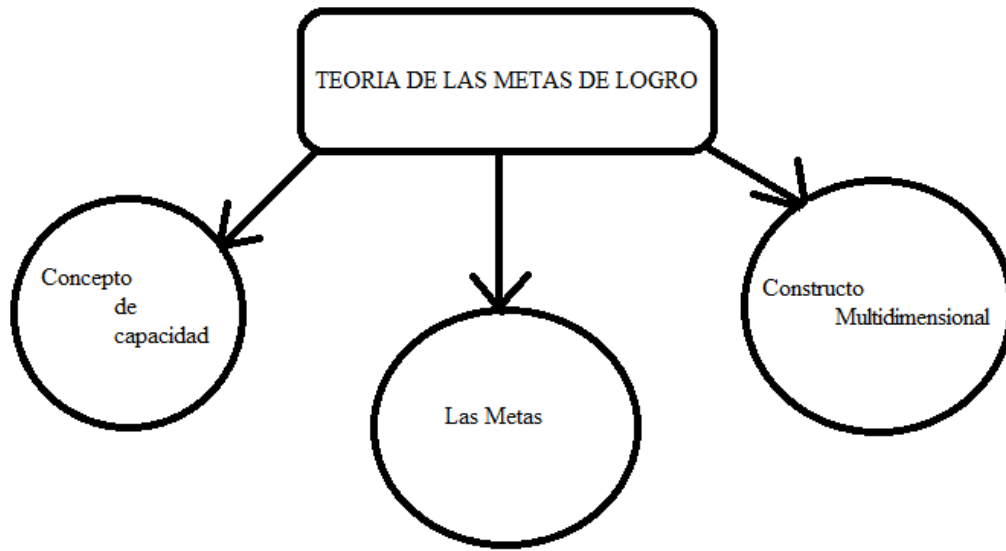 TEORIA DE LAS METAS DE LOGRO
Concepto
de
capacidad
Las Metas
Constructo
Multidimensional